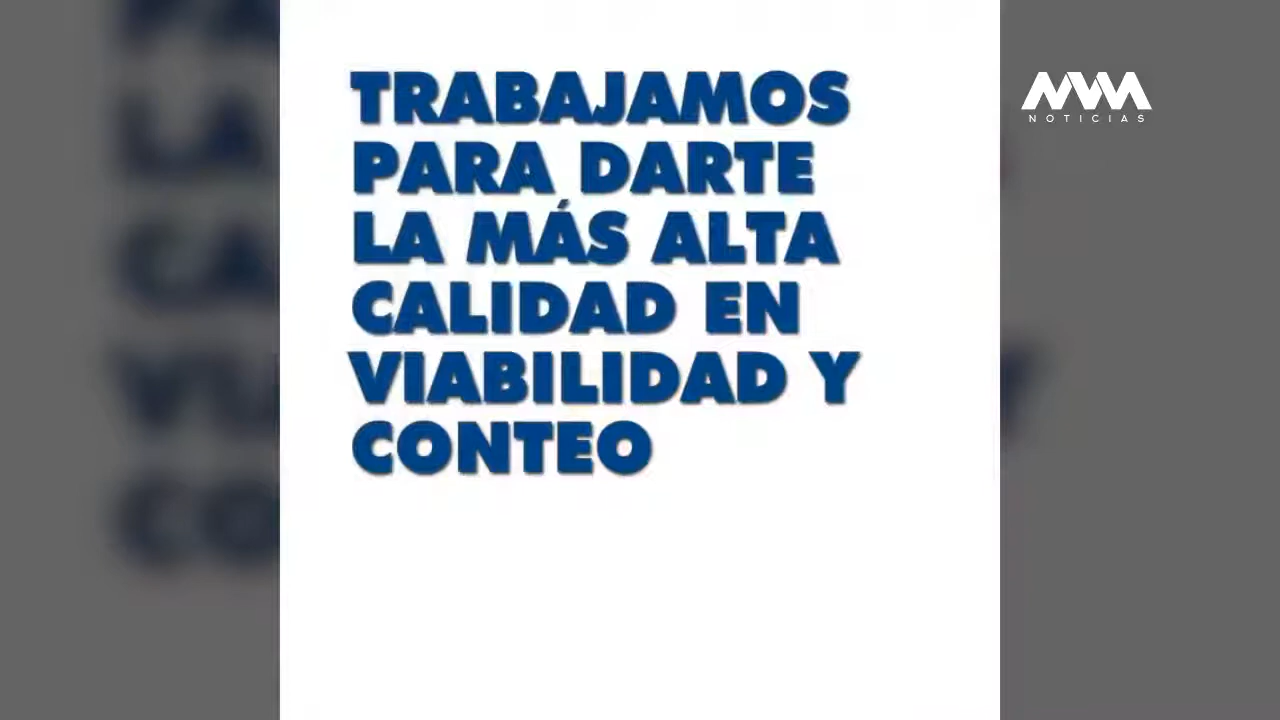 TRABAJAMOS
PARA DARTE
LA MÁS ALTA
CALIDAD EN
VIABILIDAD Y
CONTEO
NOTICIAS